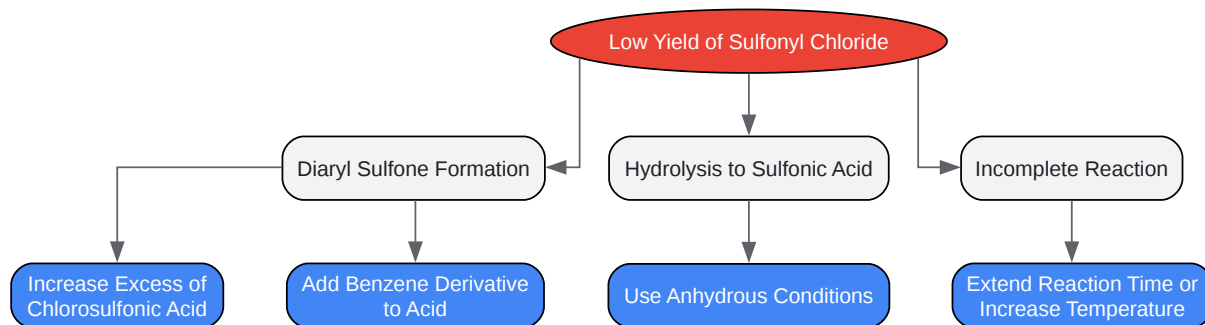 Low Yield of Sulfonyl Chloride
Diaryl Sulfone Formation
Hydrolysis to Sulfonic Acid
Incomplete Reaction
Increase Excess of
Chlorosulfonic Acid
Add Benzene Derivative
to Acid
Use Anhydrous Conditions
Extend Reaction Time or
Increase Temperature